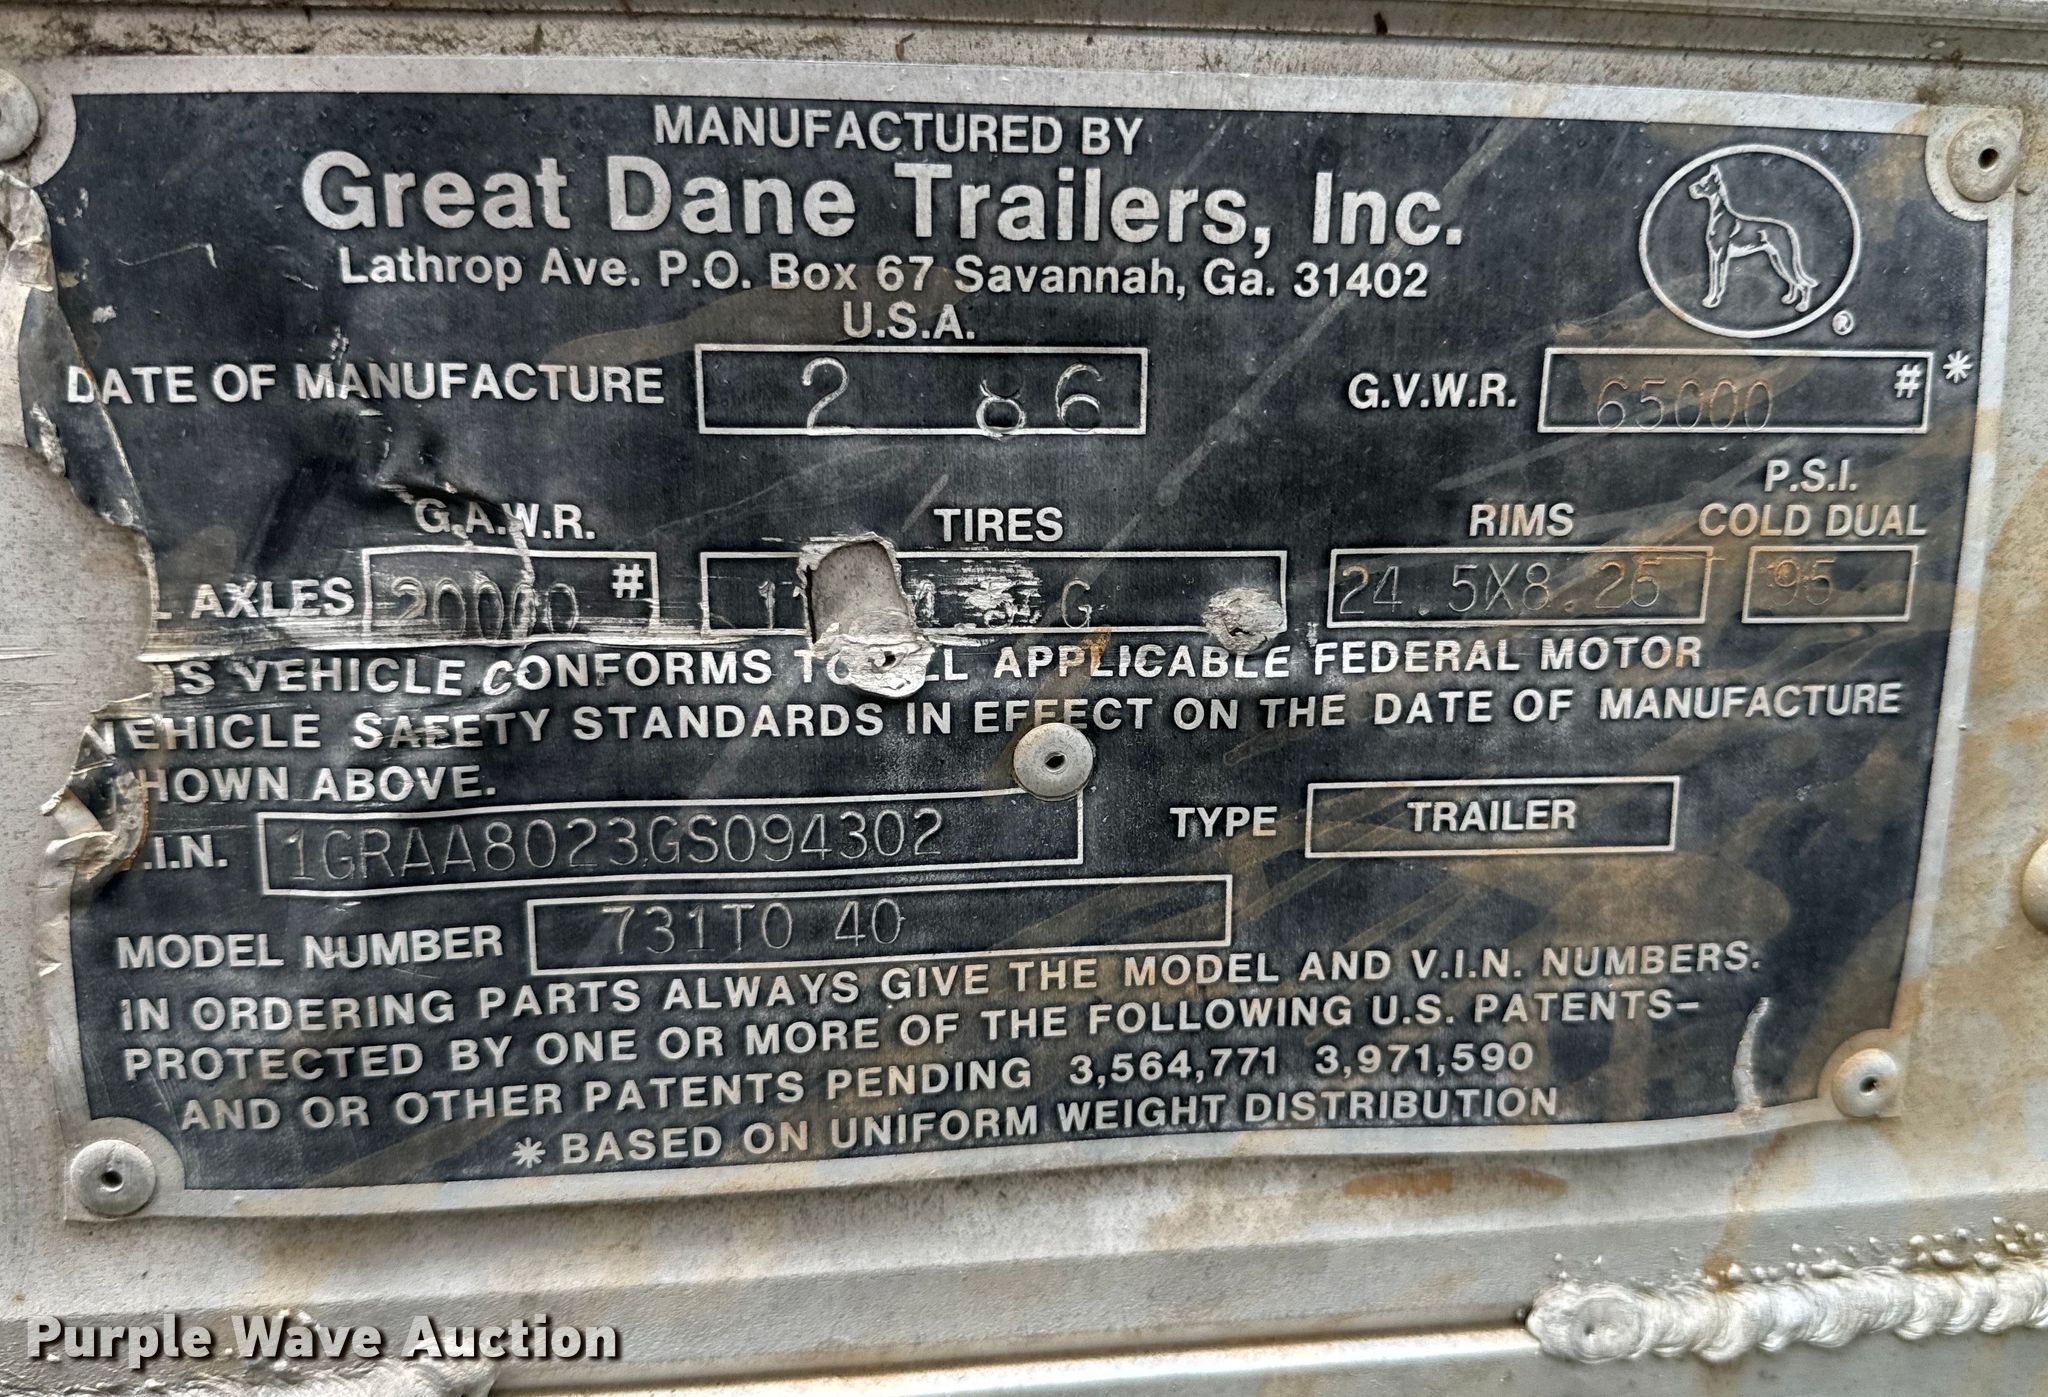 MANUFACTURED BY
Great Dane Trailers, Inc.
Lathrop Ave. P.O. Box 67 Savannah, Ga. 31402
U.S.A.
®
DATE OF MANUFACTURE 2 86 G.V.W.R. 65000 #*
G.A.W.R. TIRES RIMS P.S.I. COLD DUAL
AXLES 20000 # G 24.5X8.25 95
VEHICLE CONFORMS APPLICABLE FEDERAL MOTOR
VEHICLE SAFETY STANDARDS IN EFFECT ON THE DATE OF MANUFACTURE
HOWN ABOVE.
.I.N. 1GRAA8023GS094302 TYPE TRAILER
MODEL NUMBER 731TO 40
IN ORDERING PARTS ALWAYS GIVE THE MODEL AND V.I.N. NUMBERS.
PROTECTED BY ONE OR MORE OF THE FOLLOWING U.S. PATENTS-
AND OR OTHER PATENTS PENDING 3,564,771 3,971,590
* BASED ON UNIFORM WEIGHT DISTRIBUTION
Purple Wave Auction